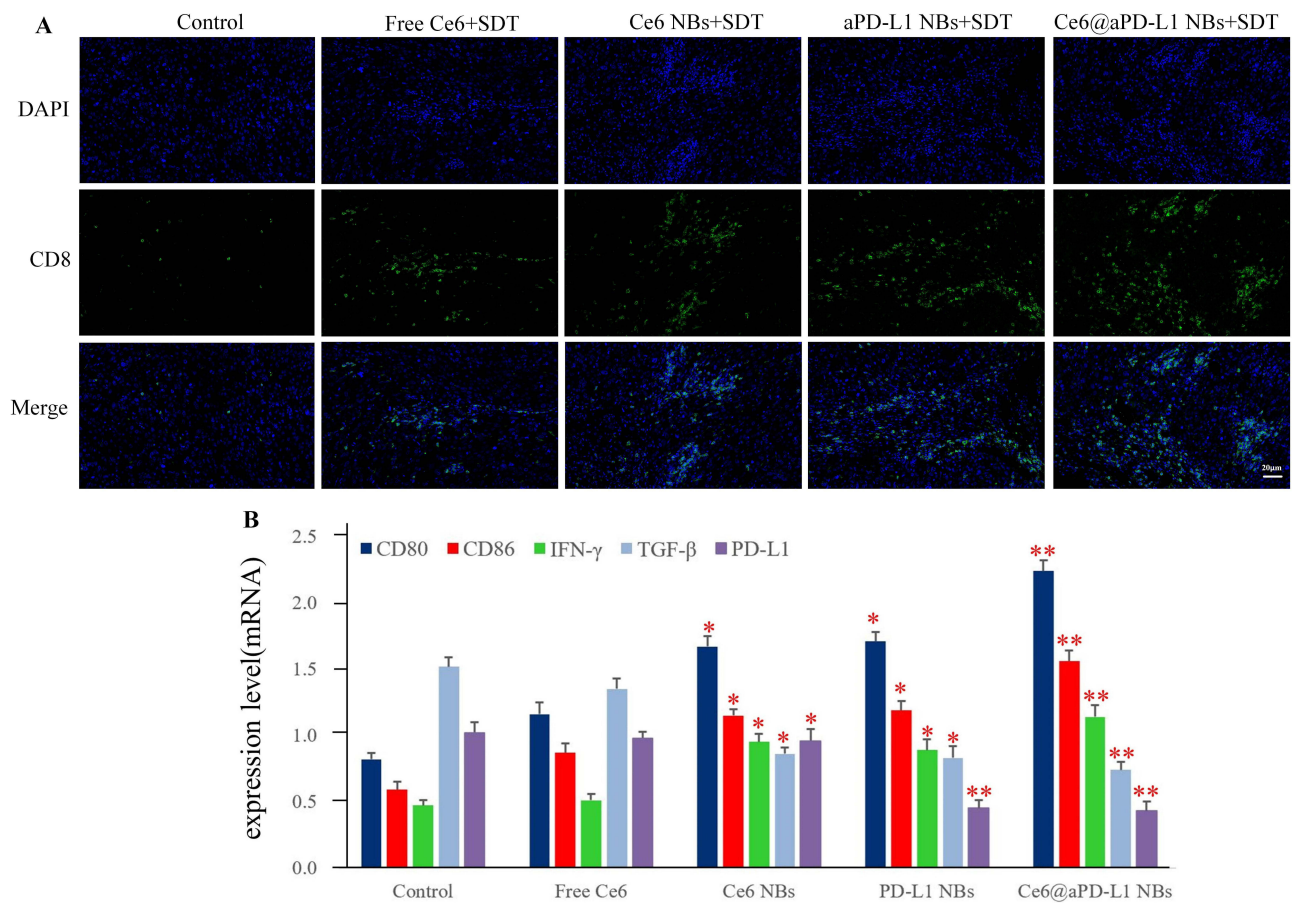 A
Control
Free Ce6+SDT
Ce6 NBs+SDT
aPD-L1 NBs+SDT
Ce6@aPD-L1 NBs+SDT
DAPI
CD8
Merge
20μm
B
CD80
CD86
IFN-γ
TGF-β
PD-L1
expression level(mRNA)
2.5
2.0
1.5
1.0
0.5
0.0
* * * * *
* * * * **
** ** ** ** **
Control
Free Ce6
Ce6 NBs
PD-L1 NBs
Ce6@aPD-L1 NBs